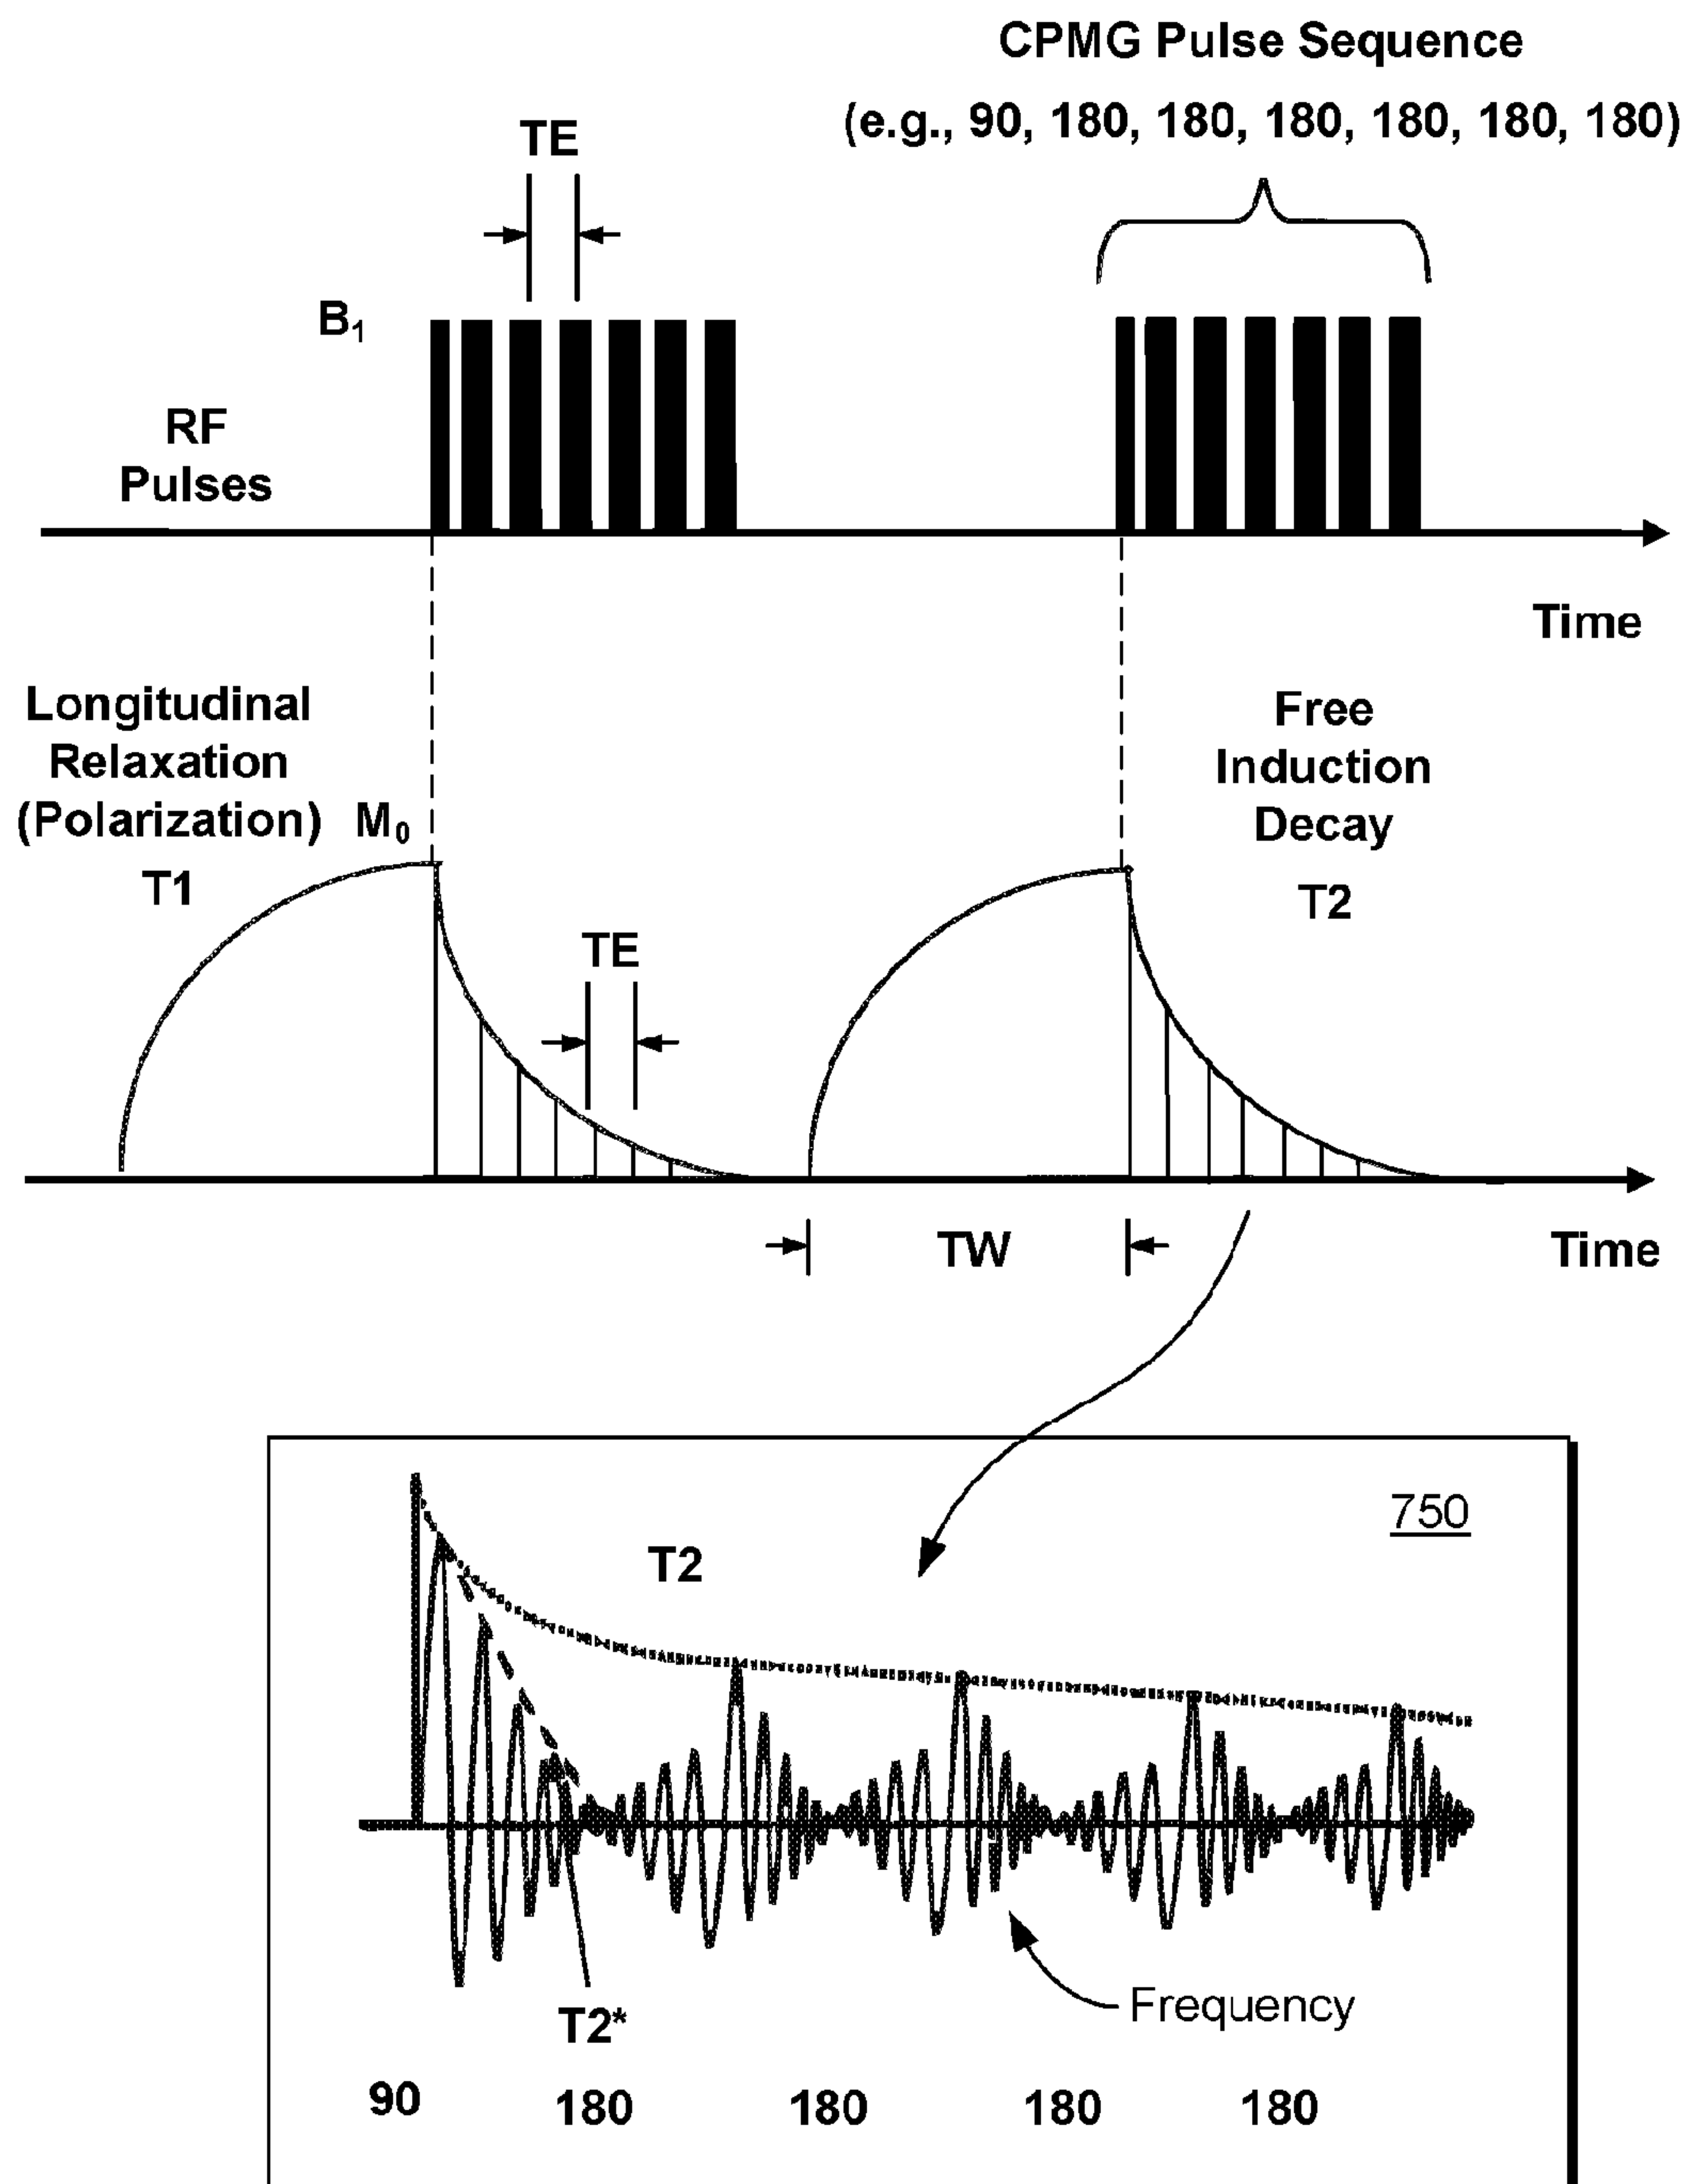 CPMG Pulse Sequence
(e.g., 90, 180, 180, 180, 180, 180, 180)
TE
B₁
RF
Pulses
Time
Longitudinal
Relaxation
(Polarization) M₀
T1
Free
Induction
Decay
T2
TE
TW
Time
750
T2
Frequency
T2*
90 180 180 180 180